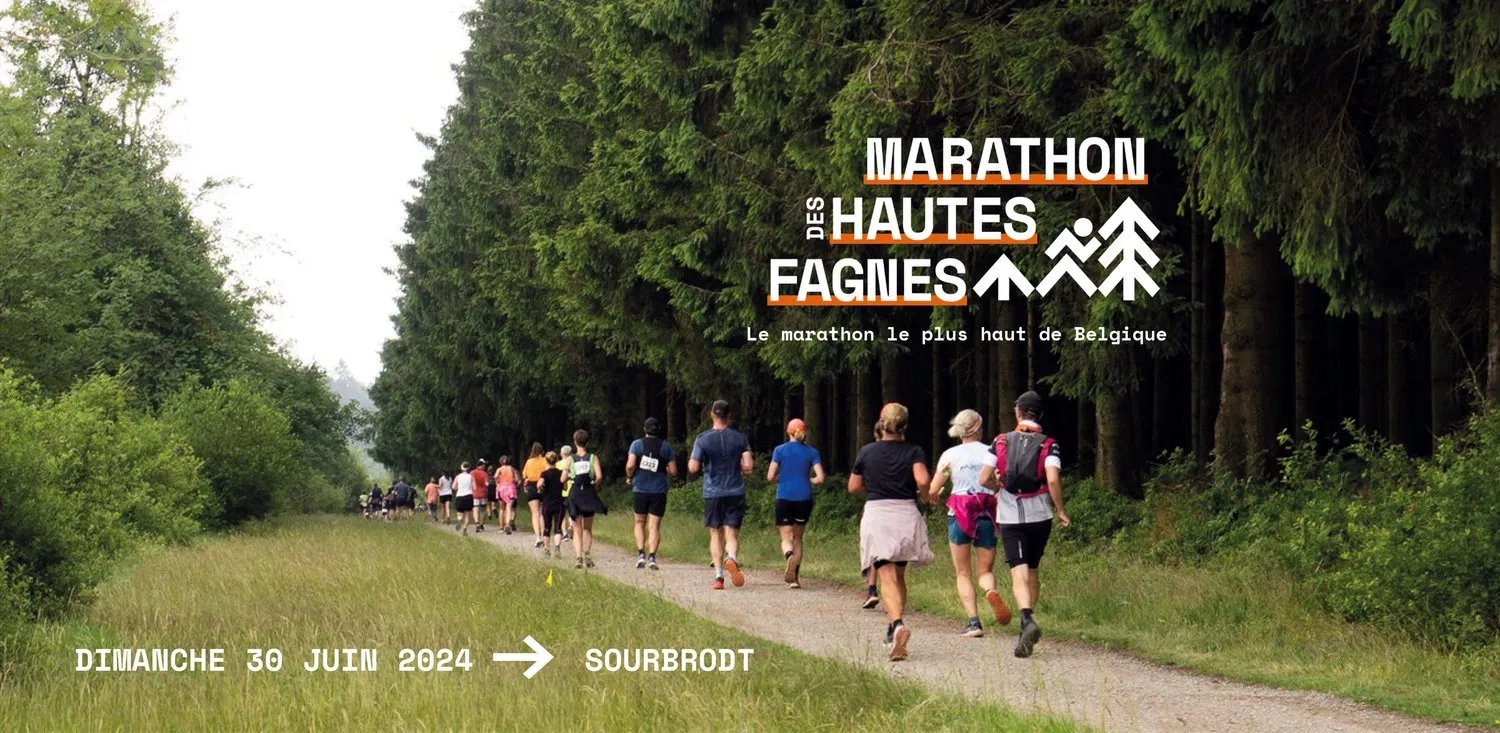 MARATHON
DES HAUTES
FAGNES
Le marathon le plus haut de Belgique
DIMANCHE 30 JUIN 2024 → SOURBRODT